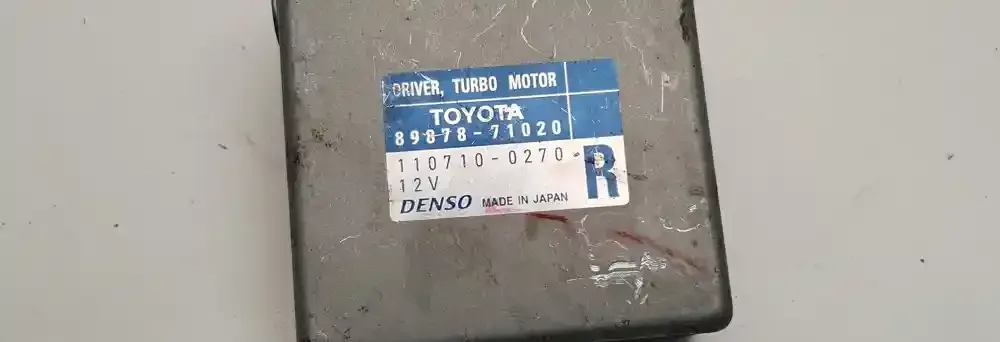 DRIVER, TURBO MOTOR
TOYOTA
89878-71020
110710-0270
12V
R
DENSO MADE IN JAPAN